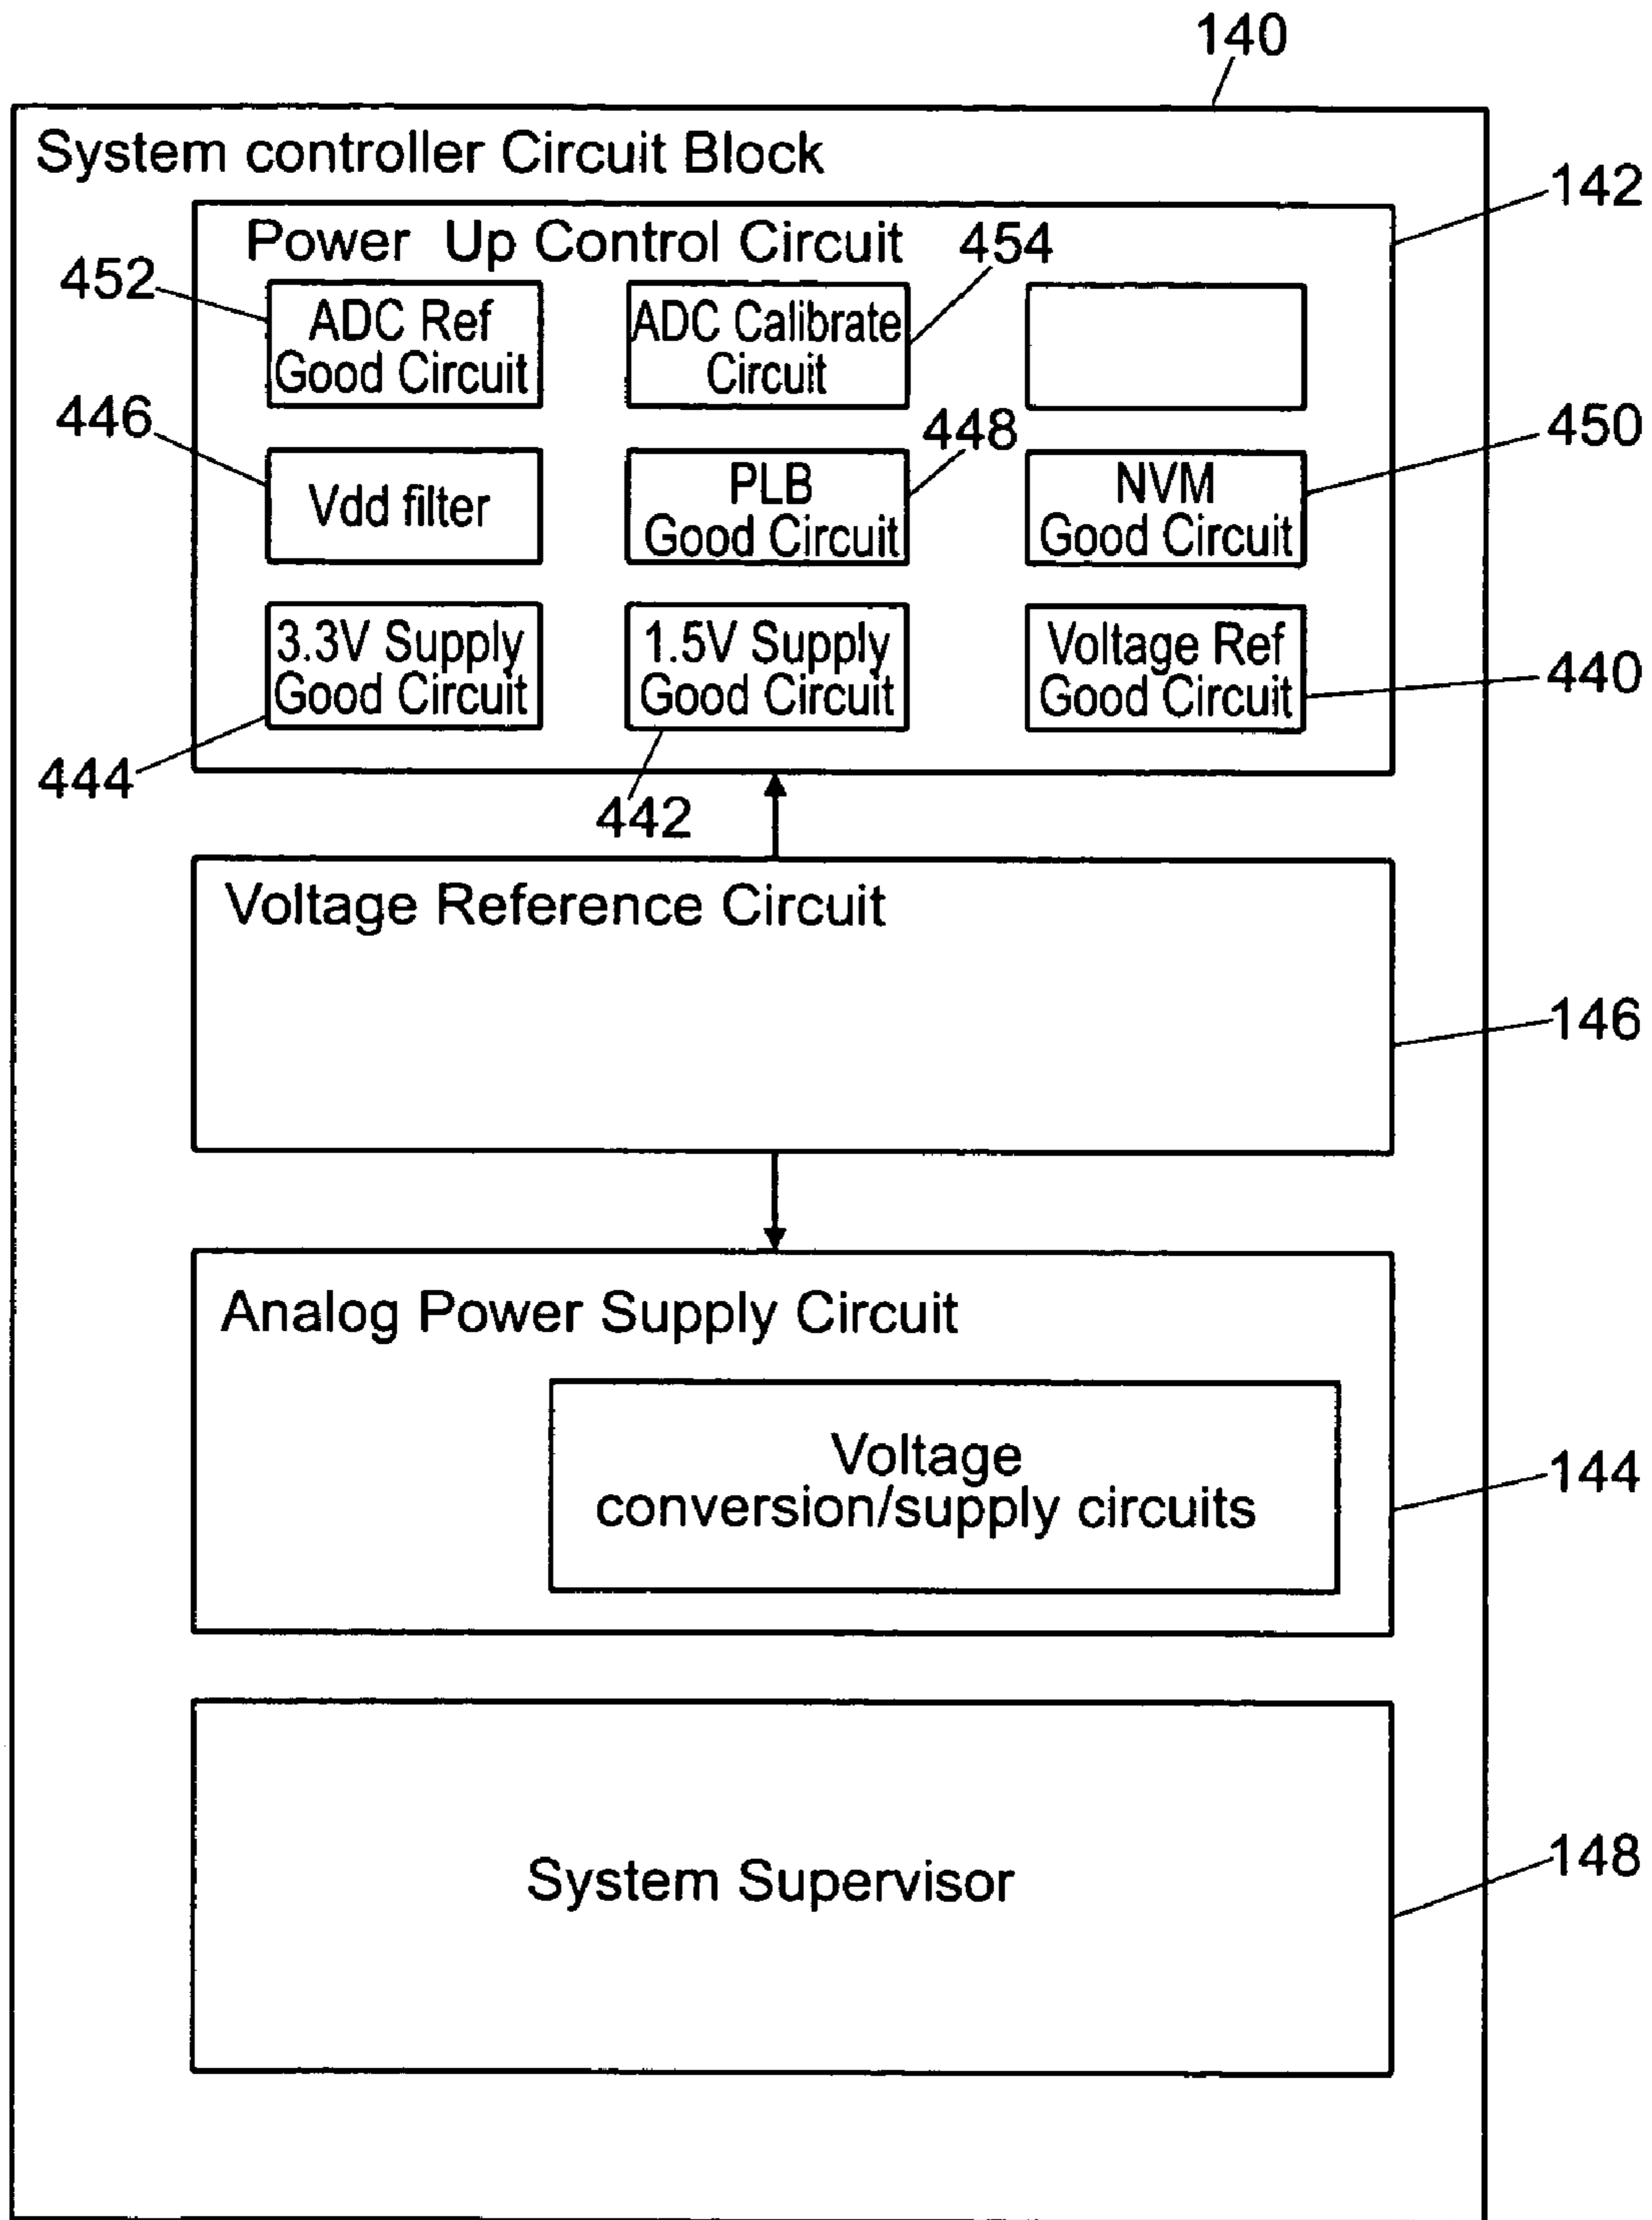 140
System controller Circuit Block
142
Power Up Control Circuit
454
452
ADC Ref
Good Circuit
ADC Calibrate
Circuit
446
448
450
Vdd filter
PLB
Good Circuit
NVM
Good Circuit
3.3V Supply
Good Circuit
1.5V Supply
Good Circuit
Voltage Ref
Good Circuit
440
444
442
Voltage Reference Circuit
146
Analog Power Supply Circuit
Voltage
conversion/supply circuits
144
System Supervisor
148